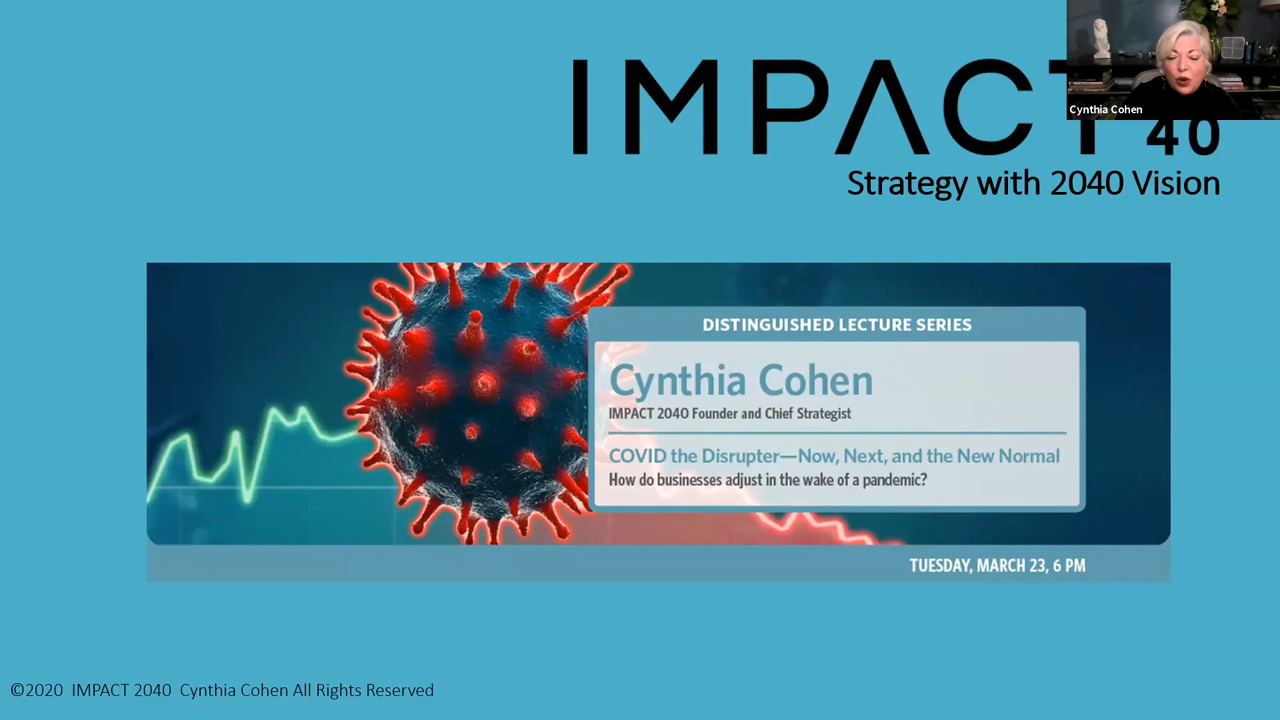 IMPACT
40
Cynthia Cohen
Strategy with 2040 Vision
DISTINGUISHED LECTURE SERIES
Cynthia Cohen
IMPACT 2040 Founder and Chief Strategist
COVID the Disrupter—Now, Next, and the New Normal
How do businesses adjust in the wake of a pandemic?
TUESDAY, MARCH 23, 6 PM
©2020 IMPACT 2040 Cynthia Cohen All Rights Reserved